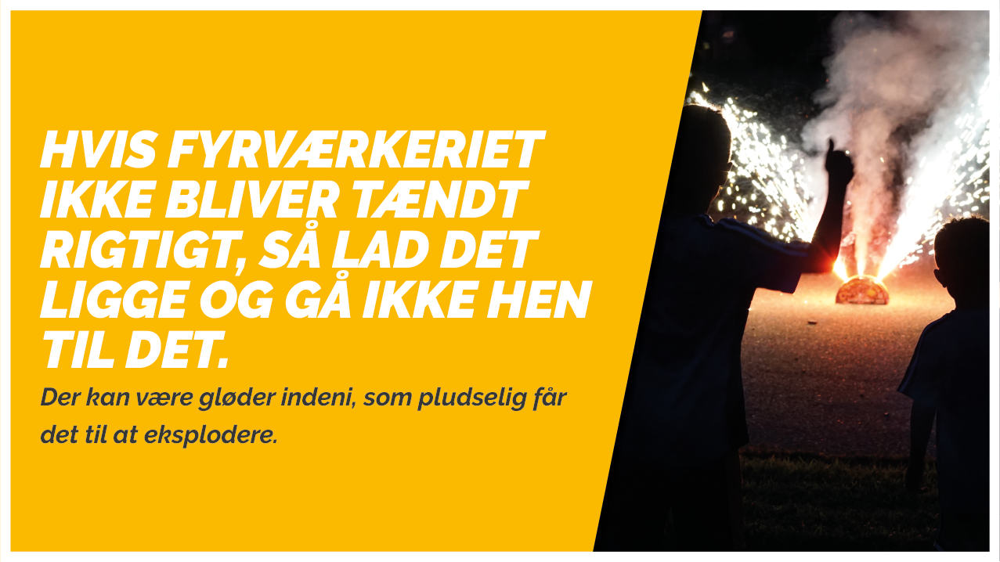 HVIS FYRVÆRKERIET
IKKE BLIVER TÆNDT
RIGTIGT, SÅ LAD DET
LIGGE OG GÅ IKKE HEN
TIL DET.
Der kan være gløder indeni, som pludselig får
det til at eksplodere.